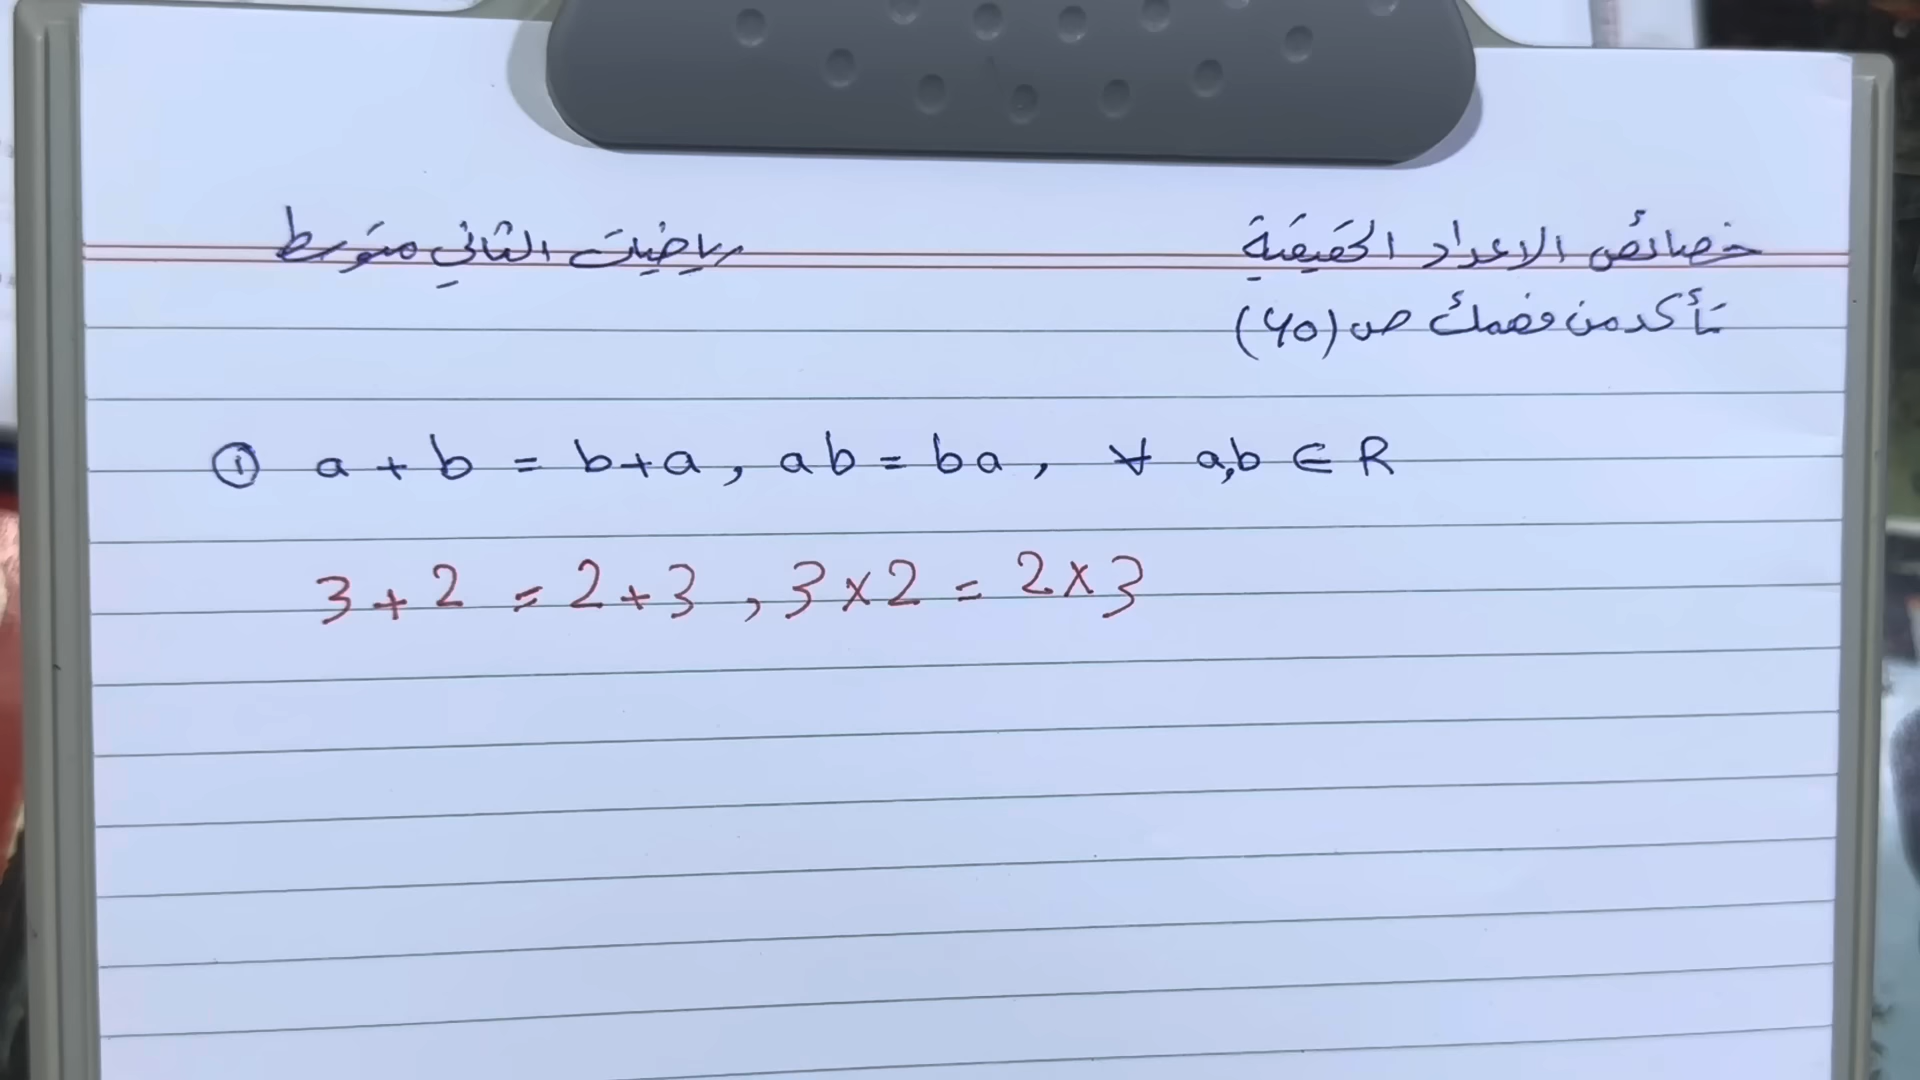 خصائص الاعداد الحقيقية رياضيات الثاني متوسط
تأكد من فهمك ص (٤٥)
① a + b = b + a , ab = ba , ∀ a,b ∈ R
3 + 2 = 2 + 3 , 3 × 2 = 2 × 3